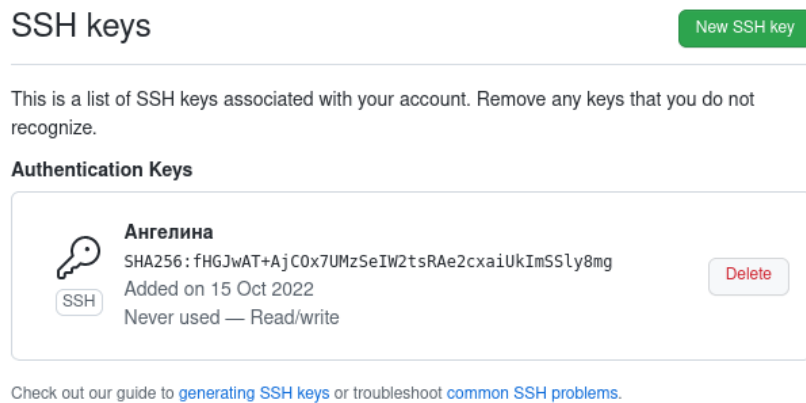 SSH keys
New SSH key
This is a list of SSH keys associated with your account. Remove any keys that you do not
recognize.
Authentication Keys
Ангелина
SHA256:fHGJwAT+AjCOx7UMzSeIW2tsRAe2cxaiUkImSSly8mg
Added on 15 Oct 2022
Never used — Read/write
SSH
Delete
Check out our guide to generating SSH keys or troubleshoot common SSH problems.